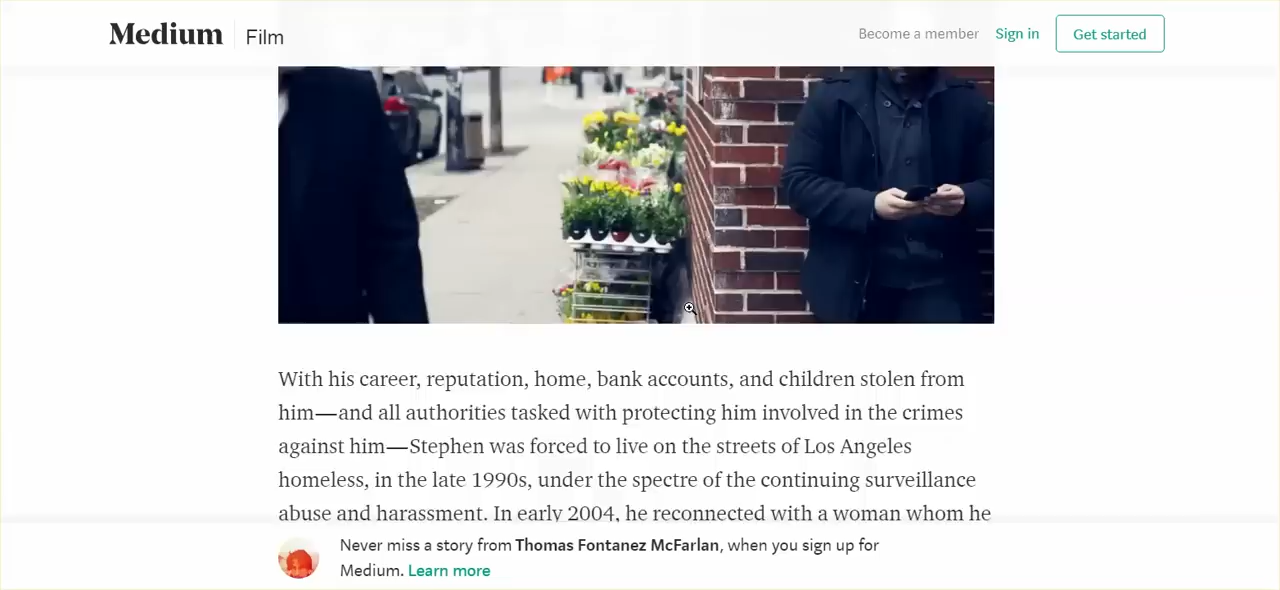 Medium Film Become a member Sign in Get started
With his career, reputation, home, bank accounts, and children stolen from
him—and all authorities tasked with protecting him involved in the crimes
against him—Stephen was forced to live on the streets of Los Angeles
homeless, in the late 1990s, under the spectre of the continuing surveillance
abuse and harassment. In early 2004, he reconnected with a woman whom he
Never miss a story from Thomas Fontanez McFarlan, when you sign up for
Medium. Learn more